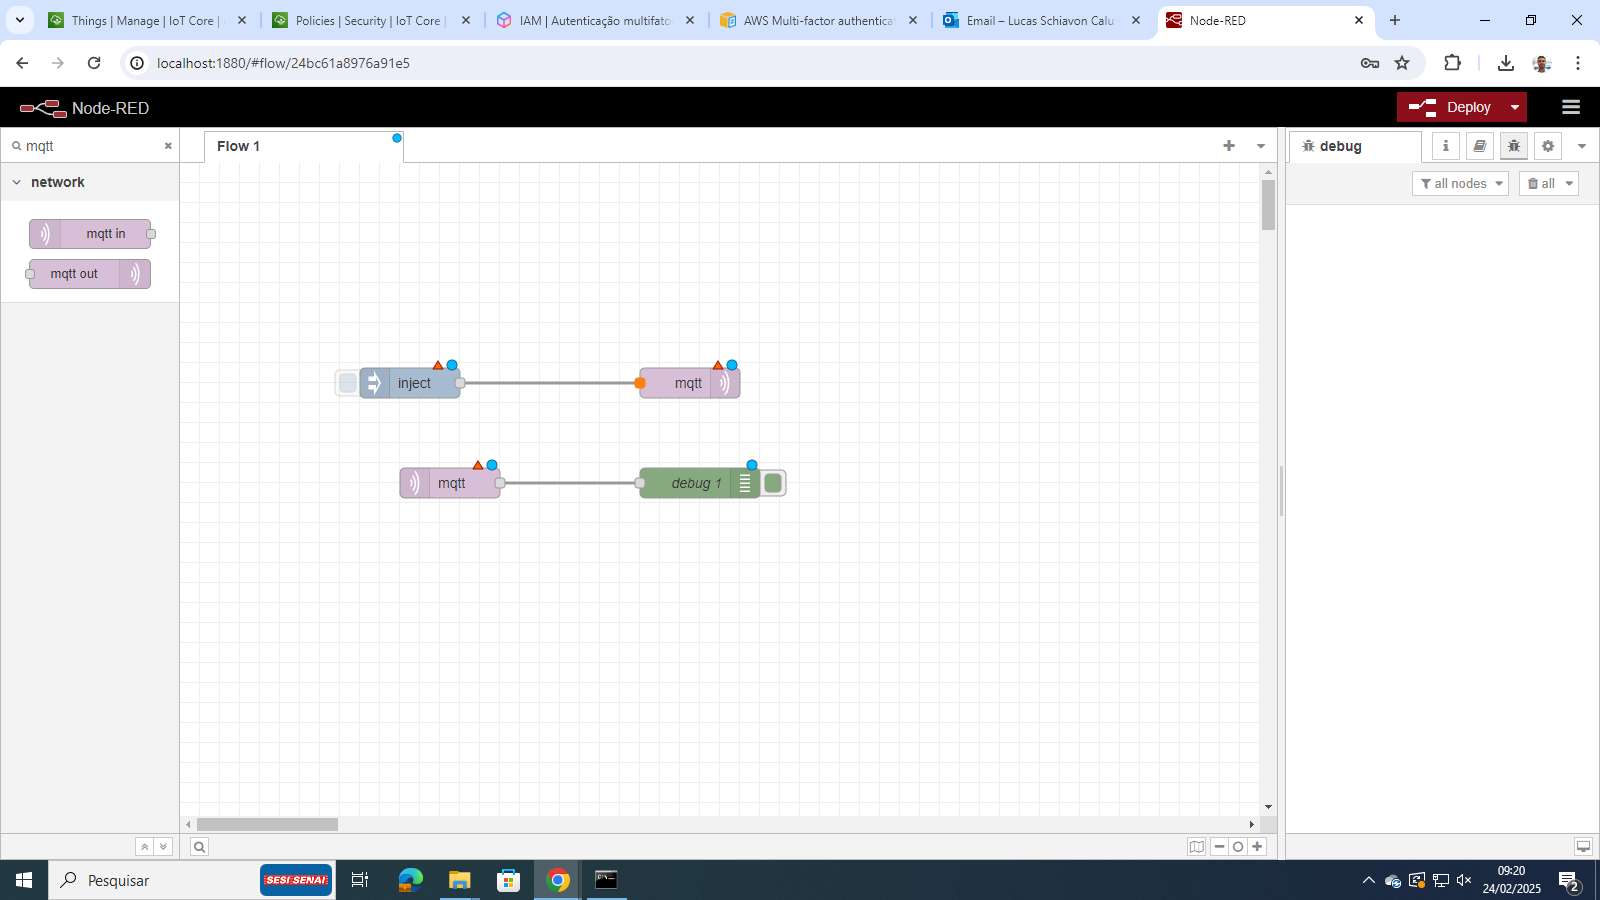 Things | Manage | IoT Core |
Policies | Security | IoT Core |
IAM | Autenticação multifato
AWS Multi-factor authentica
Email – Lucas Schiavon Calu
Node-RED
localhost:1880/#flow/24bc61a8976a91e5
Node-RED
Deploy
mqtt
Flow 1
debug
network
all nodes
all
mqtt in
mqtt out
inject
mqtt
mqtt
debug 1
Pesquisar
SESI SENAI
09:20
24/02/2025
2